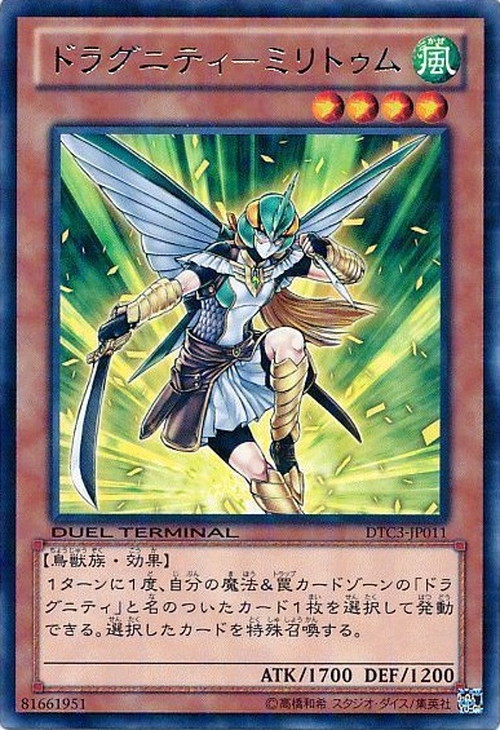 ドラグニティーミリトゥム 風
DUEL TERMINAL DTC3-JP011
【鳥獣族・効果】
1ターンに1度、自分の魔法&罠カードゾーンの「ドラ
グニティ」と名のついたカード1枚を選択して発動
できる。選択したカードを特殊召喚する。
ATK/1700 DEF/1200
81661951 ©高橋和希 スタジオ・ダイス/集英社